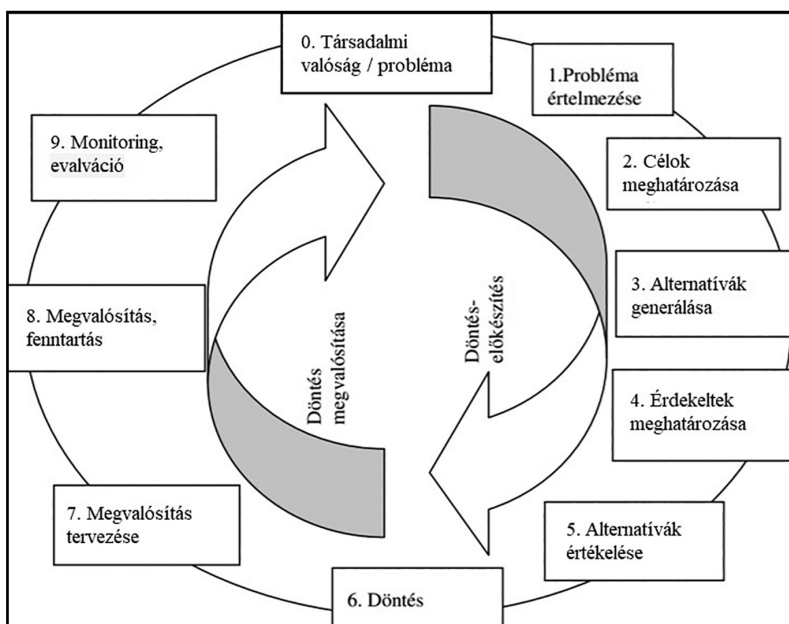 0. Társadalmi
valóság / probléma
1.Probléma
értelmezése
2. Célok
meghatározása
3. Alternatívák
generálása
4. Érdekeltek
meghatározása
5. Alternatívák
értékelése
6. Döntés
7. Megvalósítás
tervezése
8. Megvalósítás,
fenntartás
9. Monitoring,
evalváció
Döntés
megvalósítása
Döntés-
előkészítés